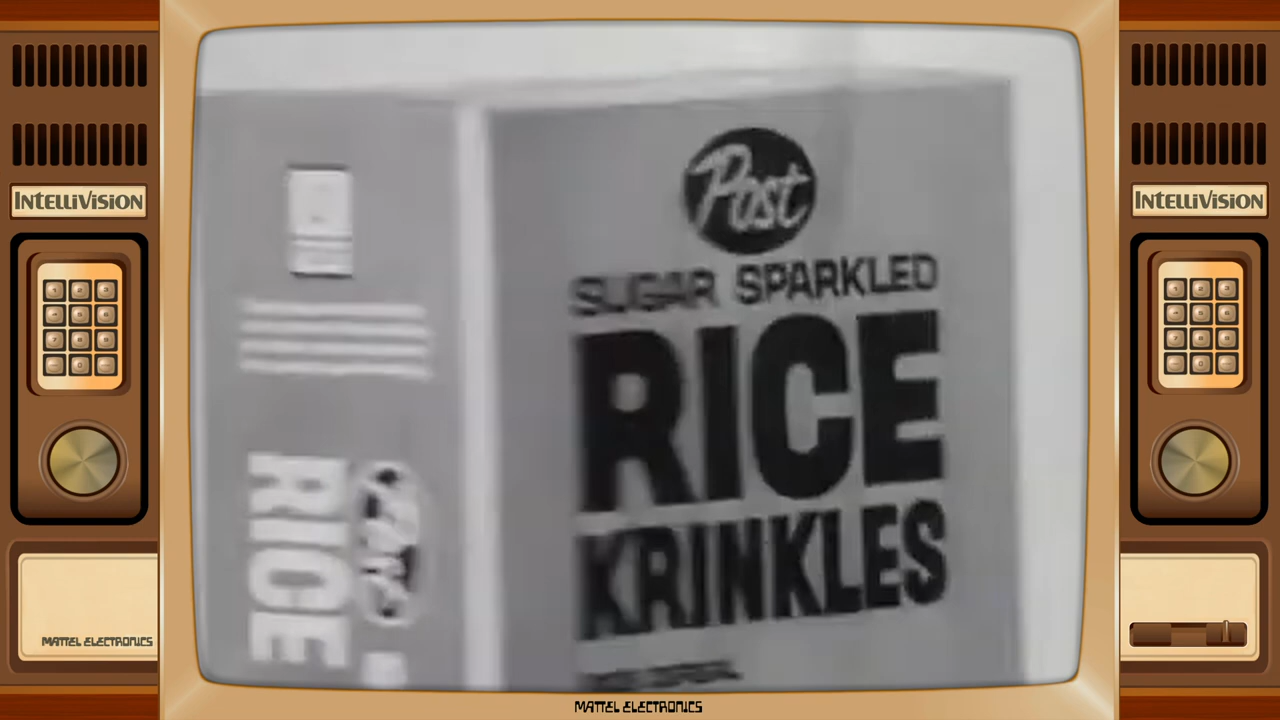 INTELLIVISION
MATTEL ELECTRONICS
Post
SUGAR SPARKLED
RICE
KRINKLES
RICE
INTELLIVISION
MATTEL ELECTRONICS